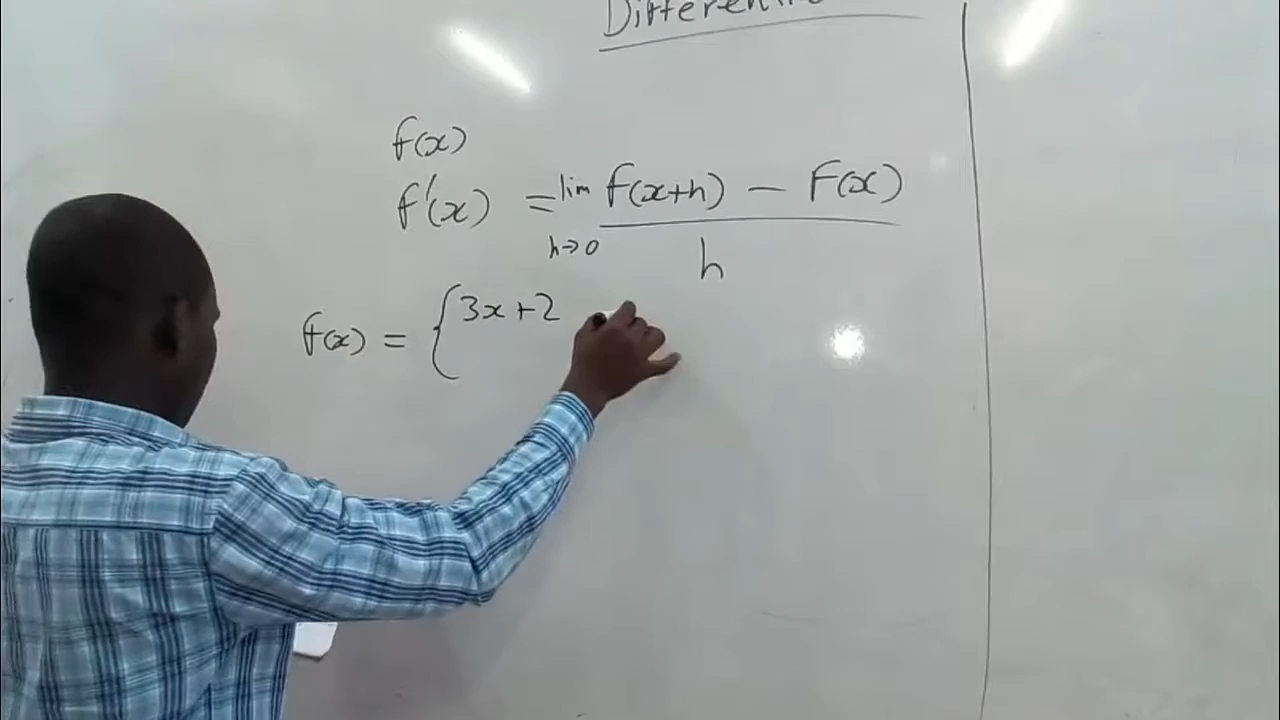 f(x)
f'(x) = lim h→0 f(x+h) − F(x) / h
f(x) = { 3x+2